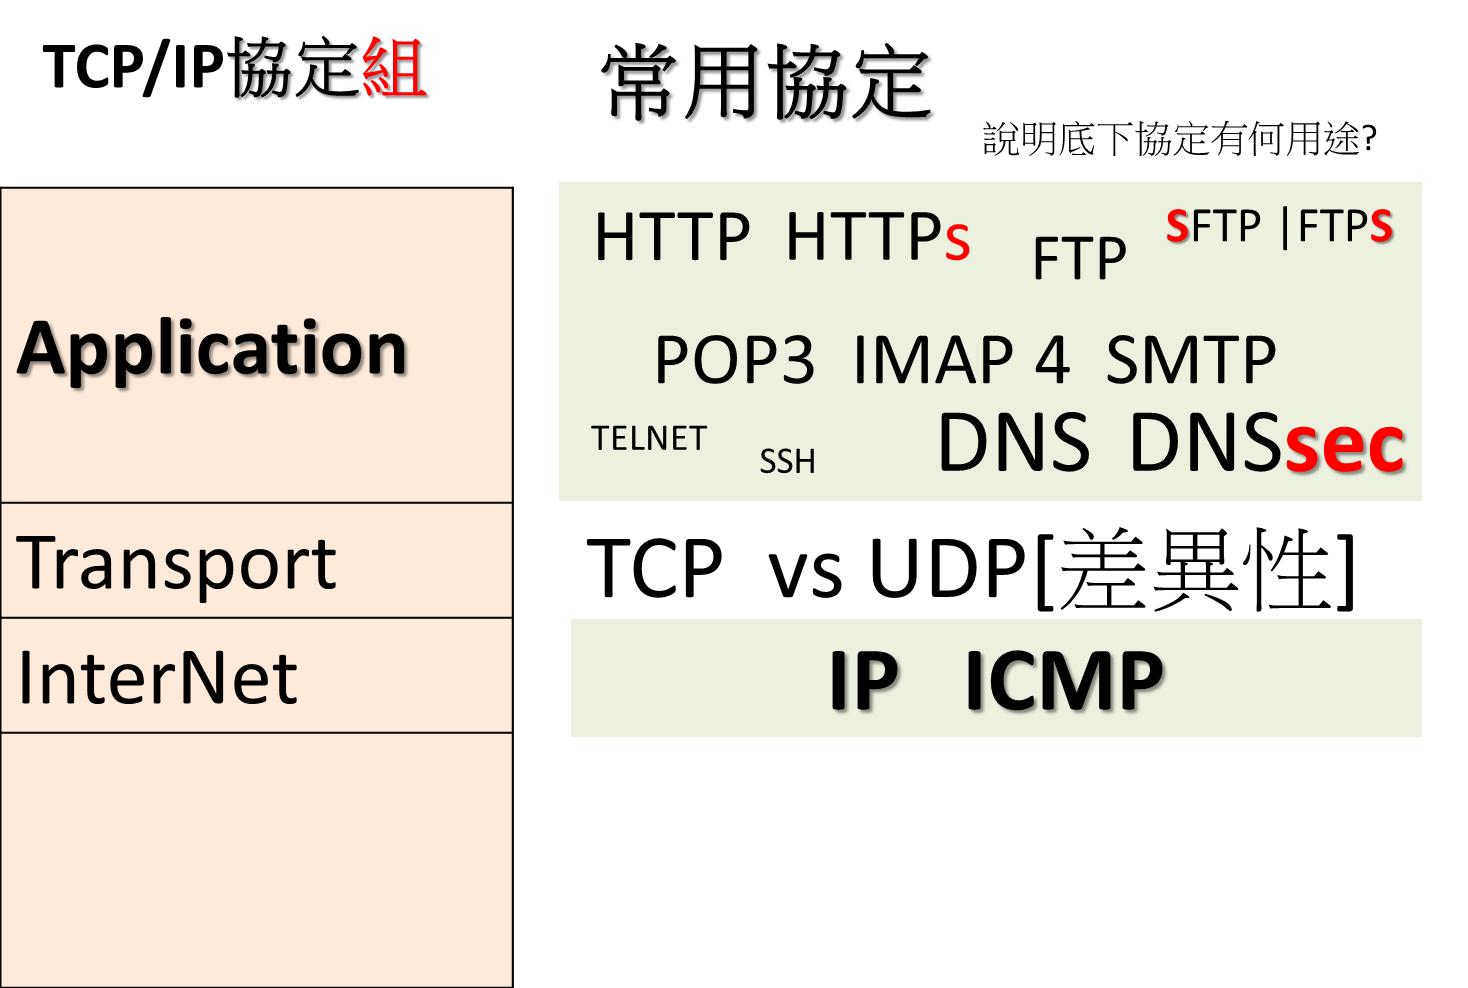 TCP/IP協定組
常用協定
說明底下協定有何用途?
Application
HTTP HTTPs FTP SFTP |FTPS
POP3 IMAP 4 SMTP
TELNET SSH DNS DNSsec
Transport
TCP vs UDP[差異性]
InterNet
IP ICMP